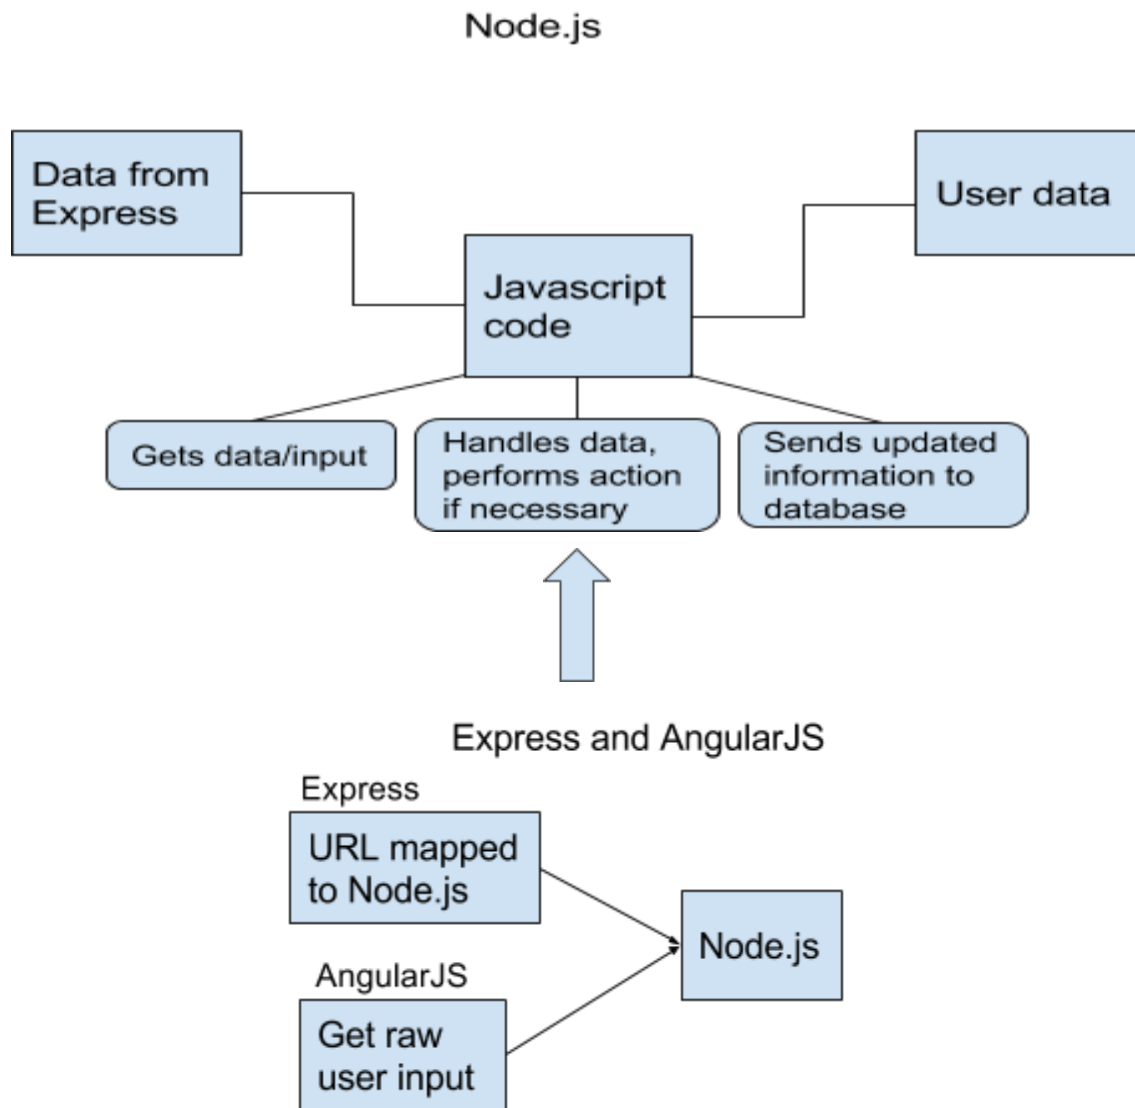 Node.js
Data from
Express
User data
Javascript
code
Gets data/input
Handles data,
performs action
if necessary
Sends updated
information to
database
Express and AngularJS
Express
URL mapped
to Node.js
Node.js
AngularJS
Get raw
user input